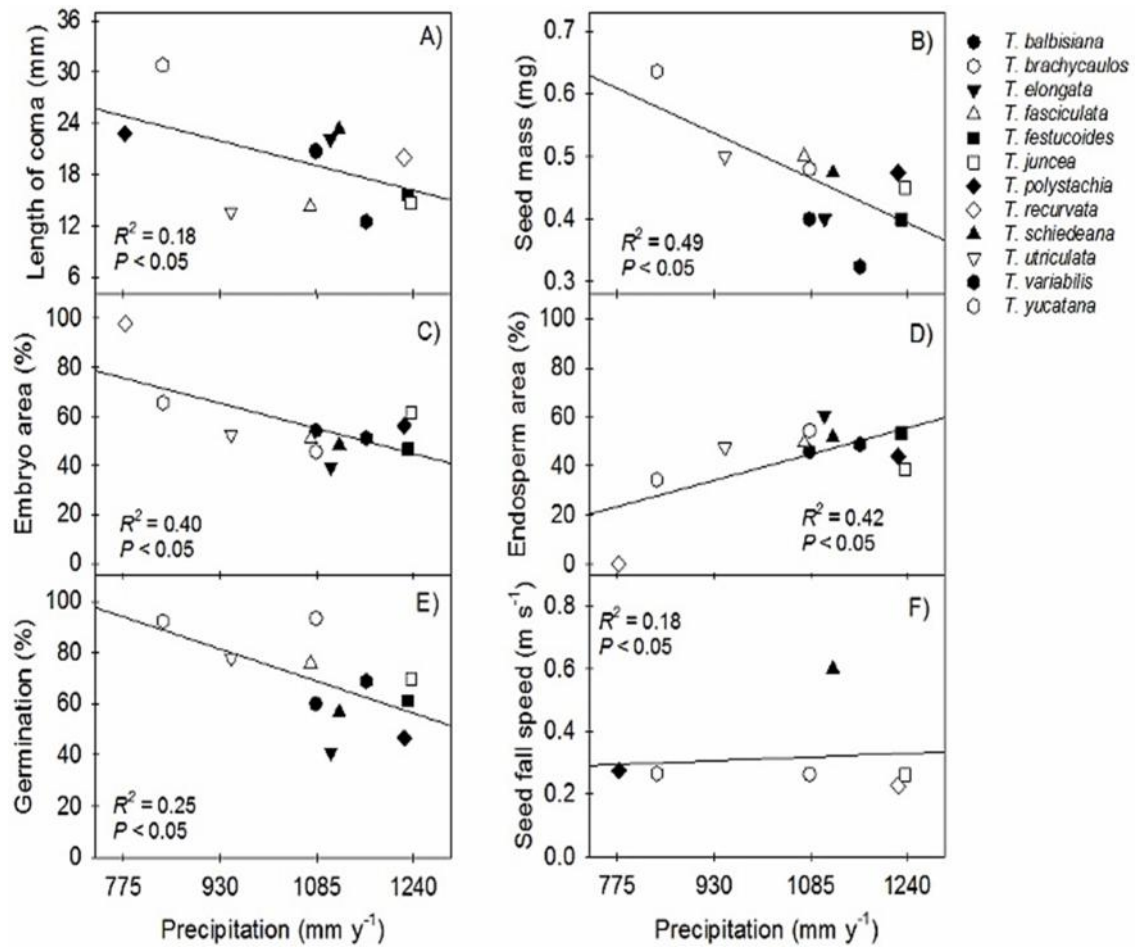 A)
Length of coma (mm)
36
30
24
18
12
6
R² = 0.18
P < 0.05
B)
Seed mass (mg)
0.7
0.6
0.5
0.4
0.3
R² = 0.49
P < 0.05
T. balbisiana
T. brachycaulos
T. elongata
T. fasciculata
T. festucoides
T. juncea
T. polystachia
T. recurvata
T. schiedeana
T. utriculata
T. variabilis
T. yucatana
C)
Embryo area (%)
100
80
60
40
20
0
R² = 0.40
P < 0.05
D)
Endosperm area (%)
100
80
60
40
20
0
R² = 0.42
P < 0.05
E)
Germination (%)
100
80
60
40
20
0
R² = 0.25
P < 0.05
775 930 1085 1240
Precipitation (mm y⁻¹)
F)
Seed fall speed (m s⁻¹)
0.8
0.6
0.4
0.2
0.0
R² = 0.18
P < 0.05
775 930 1085 1240
Precipitation (mm y⁻¹)